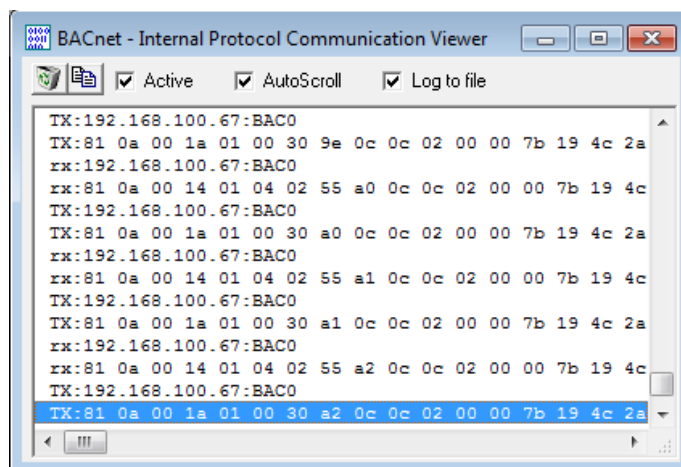 BACnet - Internal Protocol Communication Viewer
Active AutoScroll Log to file
TX:192.168.100.67:BAC0
TX:81 0a 00 1a 01 00 30 9e 0c 0c 02 00 00 7b 19 4c 2a
rx:192.168.100.67:BAC0
rx:81 0a 00 14 01 04 02 55 a0 0c 0c 02 00 00 7b 19 4c
TX:192.168.100.67:BAC0
TX:81 0a 00 1a 01 00 30 a0 0c 0c 02 00 00 7b 19 4c 2a
rx:192.168.100.67:BAC0
rx:81 0a 00 14 01 04 02 55 a1 0c 0c 02 00 00 7b 19 4c
TX:192.168.100.67:BAC0
TX:81 0a 00 1a 01 00 30 a1 0c 0c 02 00 00 7b 19 4c 2a
rx:192.168.100.67:BAC0
rx:81 0a 00 14 01 04 02 55 a2 0c 0c 02 00 00 7b 19 4c
TX:192.168.100.67:BAC0
TX:81 0a 00 1a 01 00 30 a2 0c 0c 02 00 00 7b 19 4c 2a